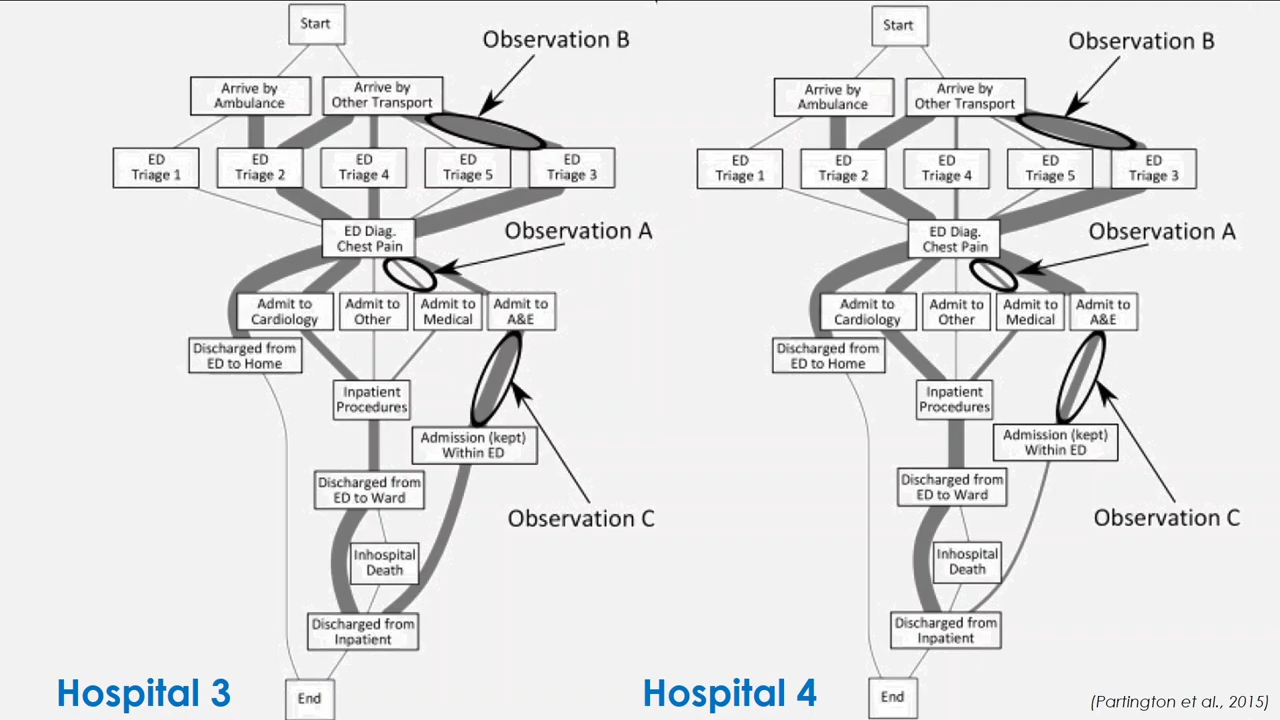 Start
Observation B
Arrive by
Ambulance
Arrive by
Other Transport
ED
Triage 1
ED
Triage 2
ED
Triage 4
ED
Triage 5
ED
Triage 3
ED Diag.
Chest Pain
Observation A
Admit to
Cardiology
Admit to
Other
Admit to
Medical
Admit to
A&E
Discharged from
ED to Home
Inpatient
Procedures
Admission (kept)
Within ED
Discharged from
ED to Ward
Observation C
Inhospital
Death
Discharged from
Inpatient
End
Hospital 3
Start
Observation B
Arrive by
Ambulance
Arrive by
Other Transport
ED
Triage 1
ED
Triage 2
ED
Triage 4
ED
Triage 5
ED
Triage 3
ED Diag.
Chest Pain
Observation A
Admit to
Cardiology
Admit to
Other
Admit to
Medical
Admit to
A&E
Discharged from
ED to Home
Inpatient
Procedures
Admission (kept)
Within ED
Discharged from
ED to Ward
Observation C
Inhospital
Death
Discharged from
Inpatient
End
Hospital 4
(Partington et al., 2015)